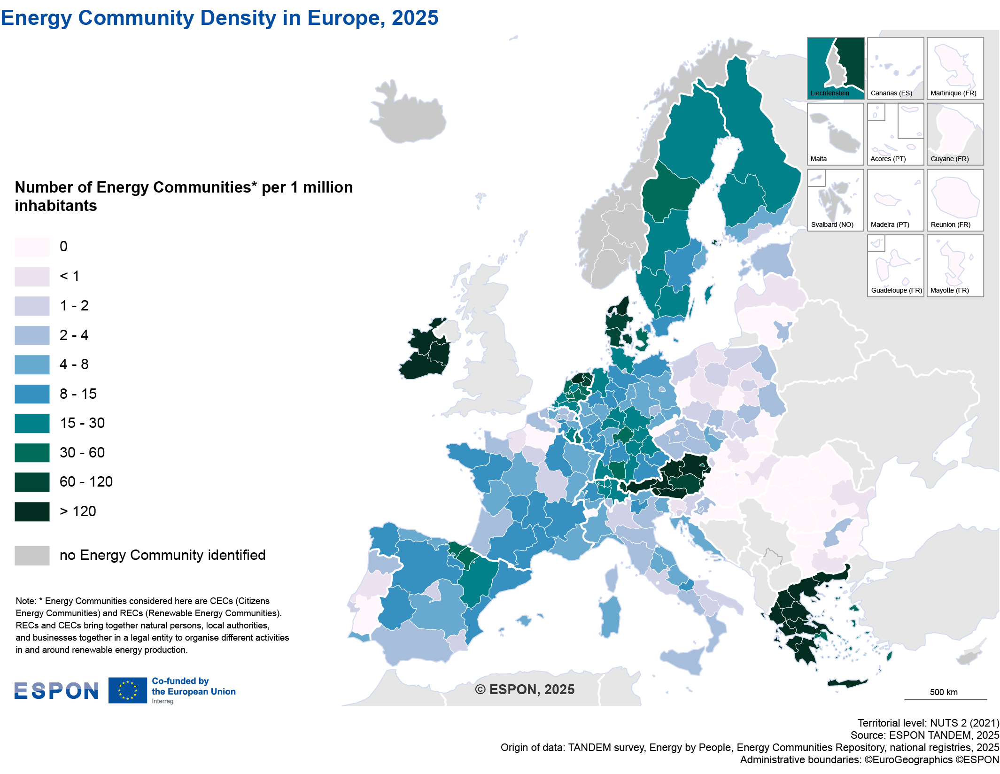 Energy Community Density in Europe, 2025
Number of Energy Communities* per 1 million
inhabitants
0
< 1
1 - 2
2 - 4
4 - 8
8 - 15
15 - 30
30 - 60
60 - 120
> 120
no Energy Community identified
Note: * Energy Communities considered here are CECs (Citizens
Energy Communities) and RECs (Renewable Energy Communities).
RECs and CECs bring together natural persons, local authorities,
and businesses together in a legal entity to organise different activities
in and around renewable energy production.
ESPON
Co-funded by
the European Union
Interreg
Liechtenstein
Canarias (ES)
Martinique (FR)
Malta
Acores (PT)
Guyane (FR)
Svalbard (NO)
Madeira (PT)
Reunion (FR)
Guadeloupe (FR)
Mayotte (FR)
© ESPON, 2025
500 km
Territorial level: NUTS 2 (2021)
Source: ESPON TANDEM, 2025
Origin of data: TANDEM survey, Energy by People, Energy Communities Repository, national registries, 2025
Administrative boundaries: ©EuroGeographics ©ESPON